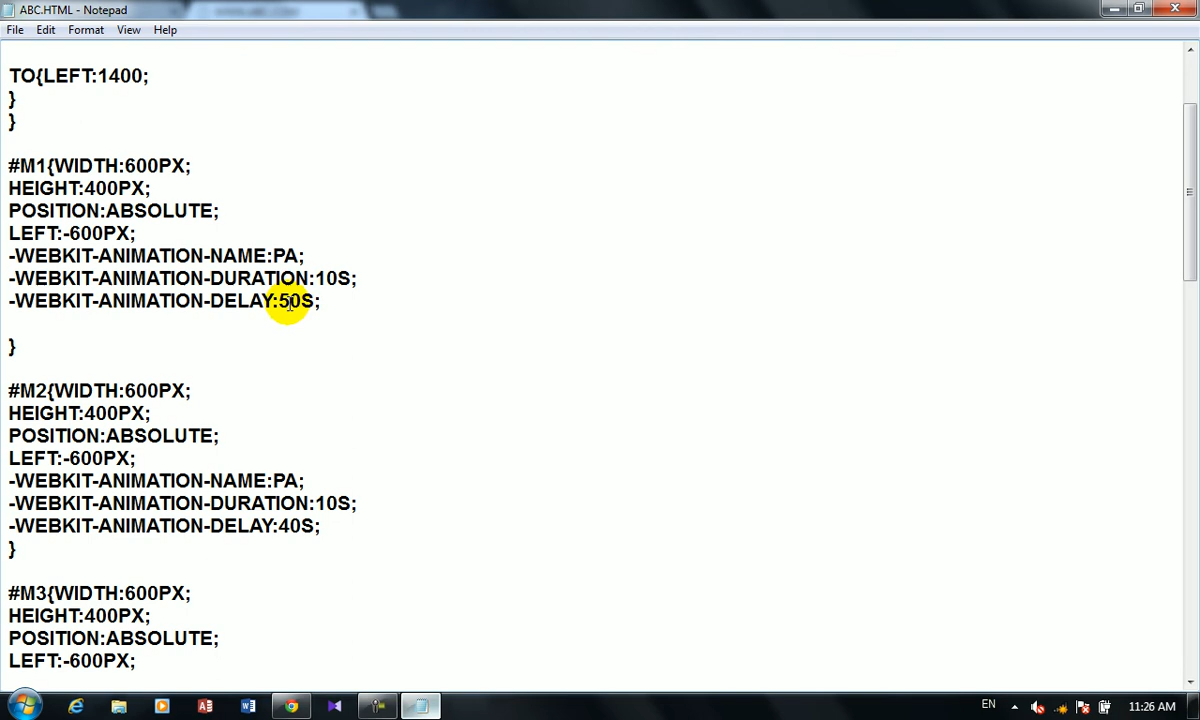 ABC.HTML - Notepad
File Edit Format View Help
TO{LEFT:1400;
}
}
#M1{WIDTH:600PX;
HEIGHT:400PX;
POSITION:ABSOLUTE;
LEFT:-600PX;
-WEBKIT-ANIMATION-NAME:PA;
-WEBKIT-ANIMATION-DURATION:10S;
-WEBKIT-ANIMATION-DELAY:50S;
}
#M2{WIDTH:600PX;
HEIGHT:400PX;
POSITION:ABSOLUTE;
LEFT:-600PX;
-WEBKIT-ANIMATION-NAME:PA;
-WEBKIT-ANIMATION-DURATION:10S;
-WEBKIT-ANIMATION-DELAY:40S;
}
#M3{WIDTH:600PX;
HEIGHT:400PX;
POSITION:ABSOLUTE;
LEFT:-600PX;
EN 11:26 AM